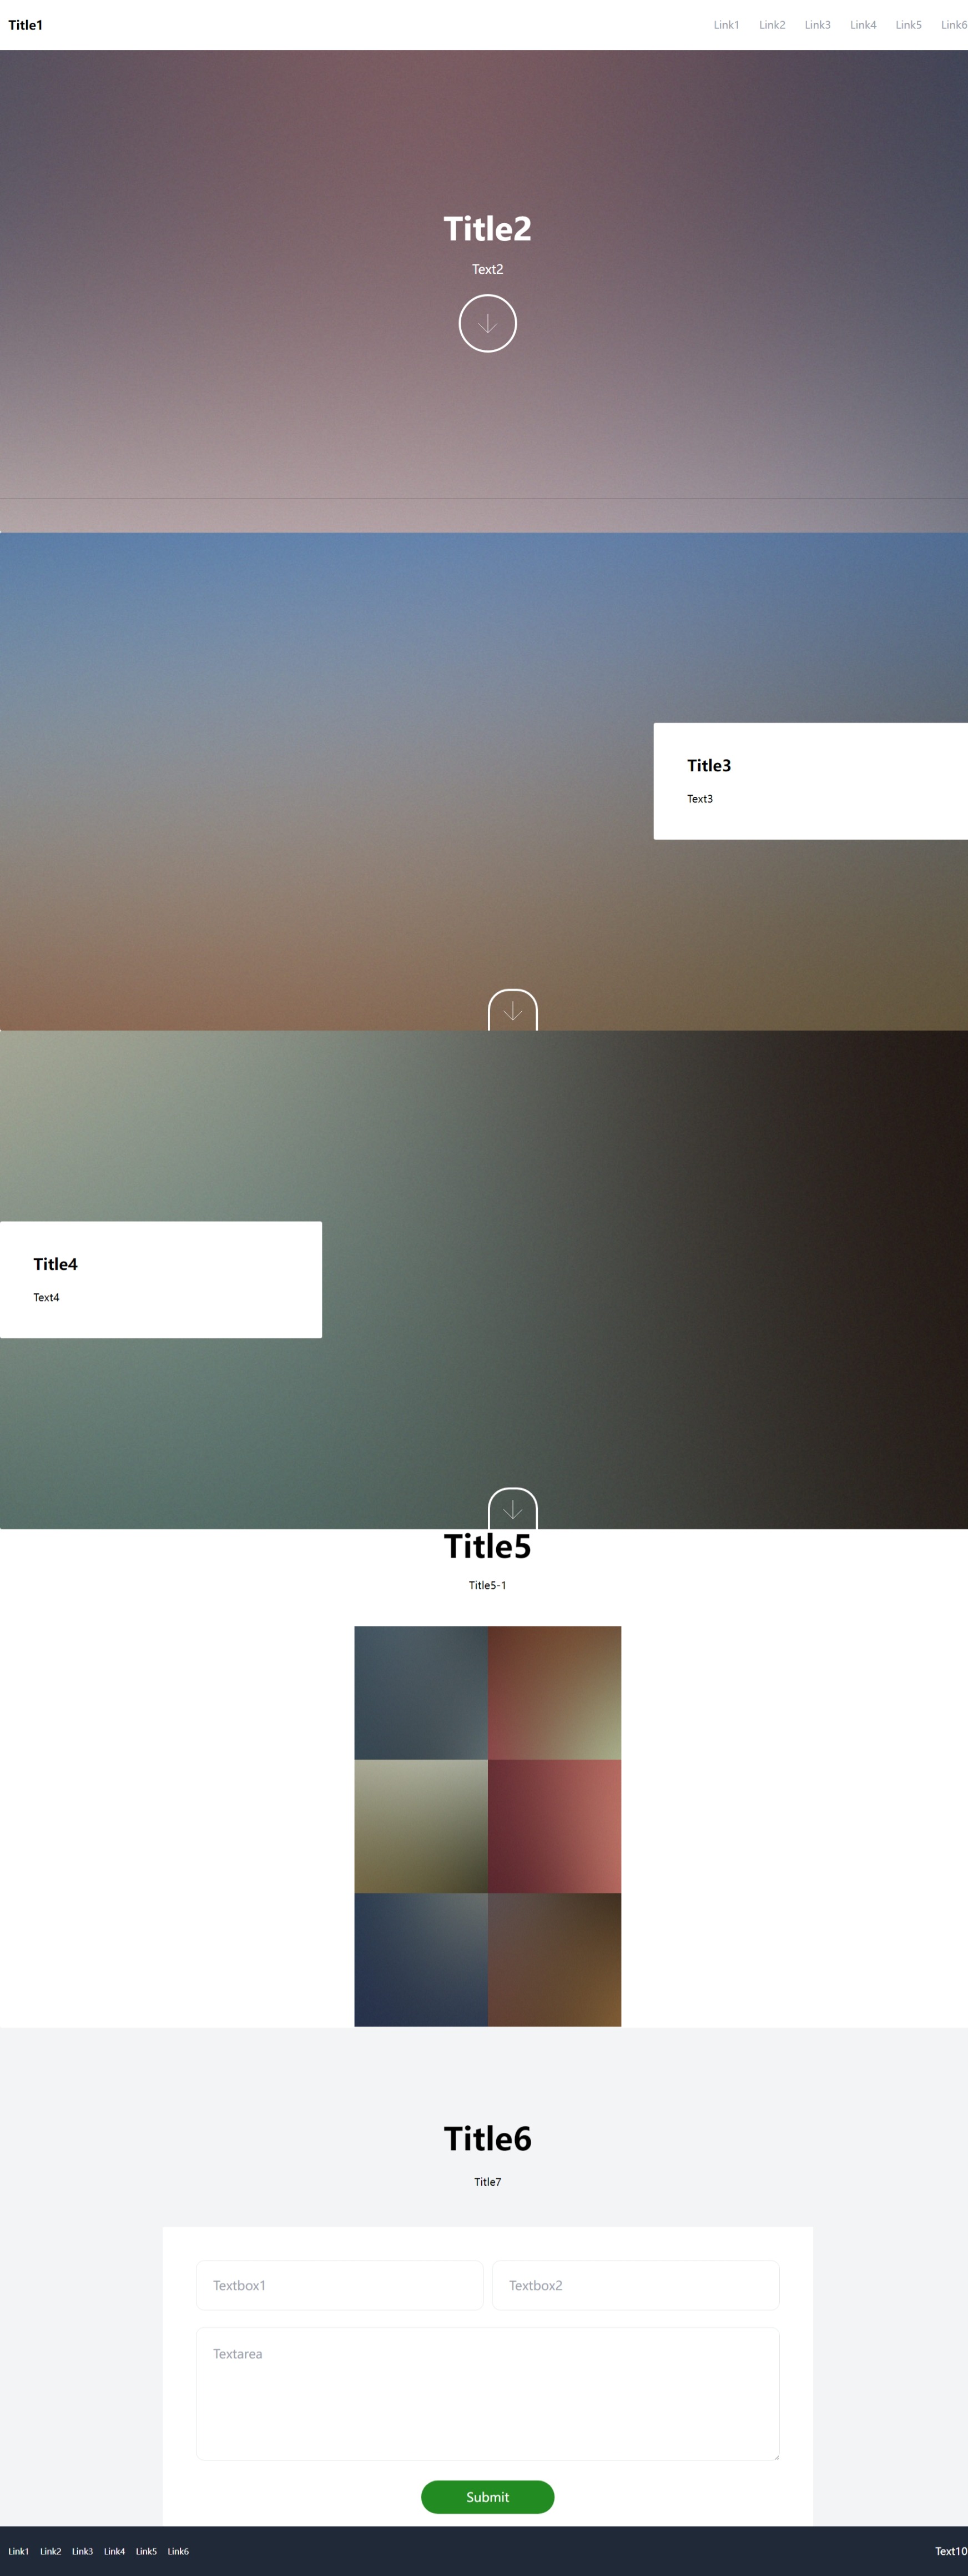 Title1
Link1 Link2 Link3 Link4 Link5 Link6
Title2
Text2
Title3
Text3
Title4
Text4
Title5
Title5-1
Title6
Title7
Textbox1 Textbox2
Textarea
Submit
Link1 Link2 Link3 Link4 Link5 Link6 Text10